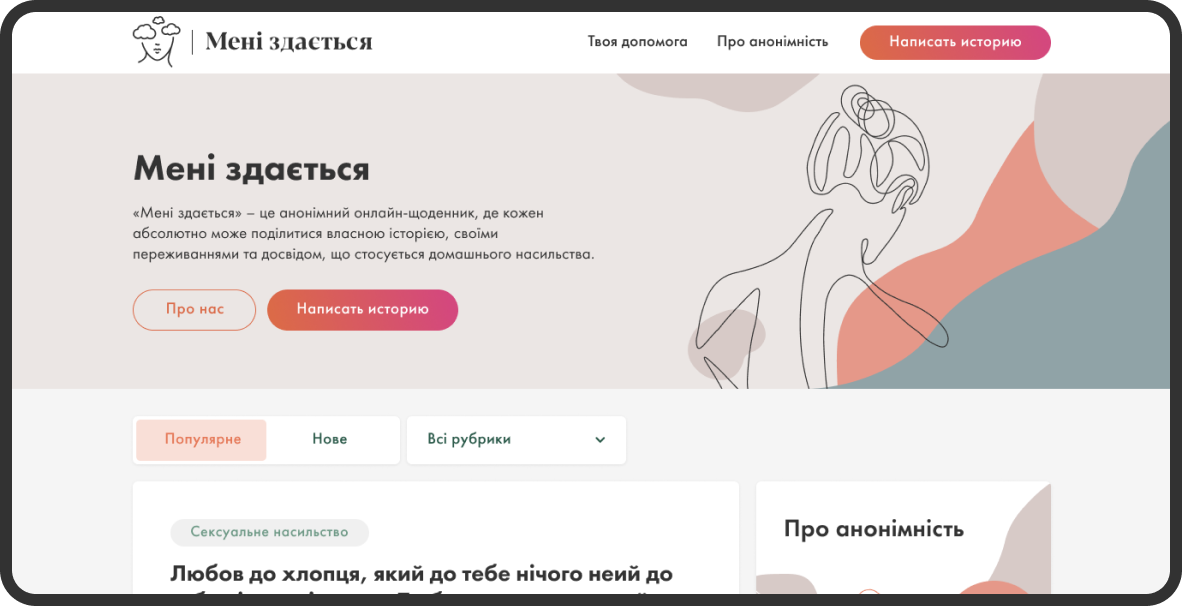 Мені здається
Твоя допомога
Про анонімність
Написать историю
Мені здається
«Мені здається» – це анонімний онлайн-щоденник, де кожен
абсолютно може поділитися власною історією, своїми
переживаннями та досвідом, що стосується домашнього насильства.
Про нас
Написать историю
Популярне
Нове
Всі рубрики
Сексуальне насильство
Про анонімність
Любов до хлопця, який до тебе нічого неий до